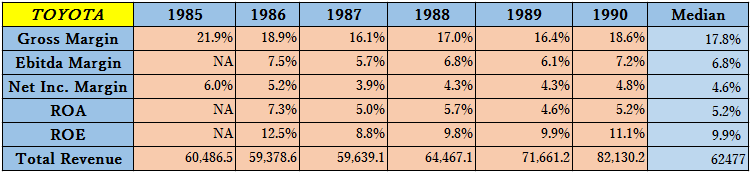 TOYOTA 1985 1986 1987 1988 1989 1990 Median
Gross Margin 21.9% 18.9% 16.1% 17.0% 16.4% 18.6% 17.8%
Ebitda Margin NA 7.5% 5.7% 6.8% 6.1% 7.2% 6.8%
Net Inc. Margin 6.0% 5.2% 3.9% 4.3% 4.3% 4.8% 4.6%
ROA NA 7.3% 5.0% 5.7% 4.6% 5.2% 5.2%
ROE NA 12.5% 8.8% 9.8% 9.9% 11.1% 9.9%
Total Revenue 60,486.5 59,378.6 59,639.1 64,467.1 71,661.2 82,130.2 62477